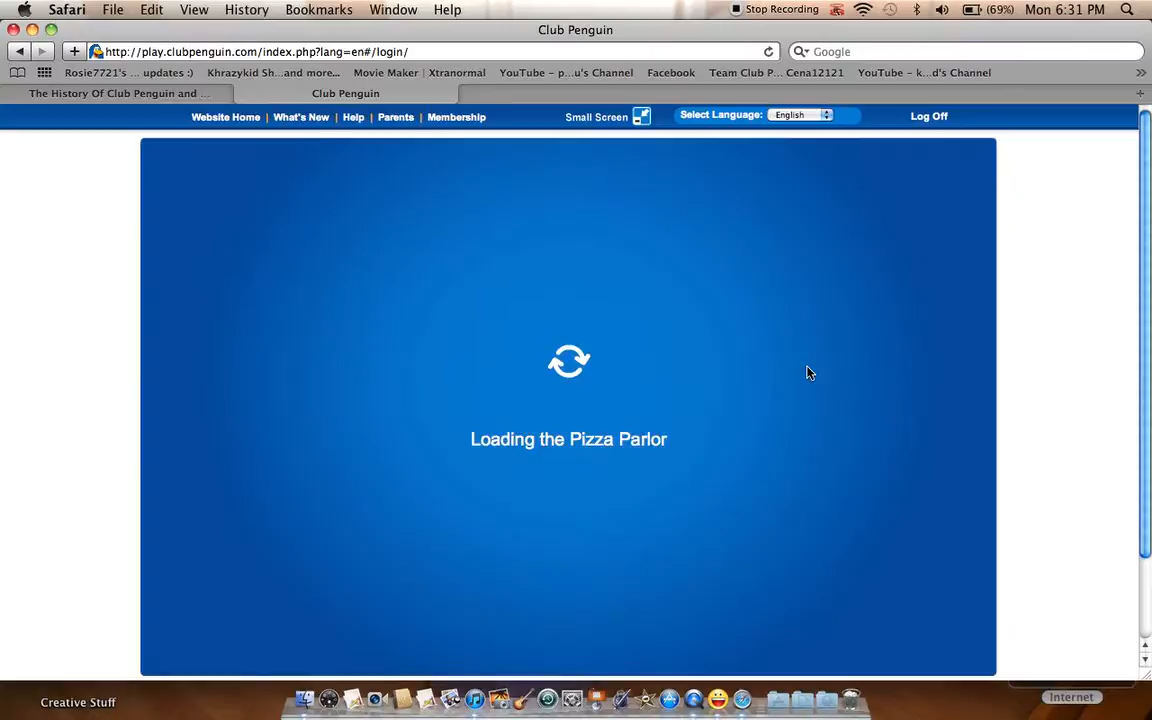 Safari File Edit View History Bookmarks Window Help Stop Recording (69%) Mon 6:31 PM
Club Penguin
http://play.clubpenguin.com/index.php?lang=en#/login/ Google
Rosie7721's ... updates :) Khrazykid Sh...and more... Movie Maker | Xtranormal YouTube – p...u's Channel Facebook Team Club P... Cena12121 YouTube – k...d's Channel
The History Of Club Penguin and ... Club Penguin
Website Home | What's New | Help | Parents | Membership Small Screen Select Language: English Log Off
Loading the Pizza Parlor
Creative Stuff Internet